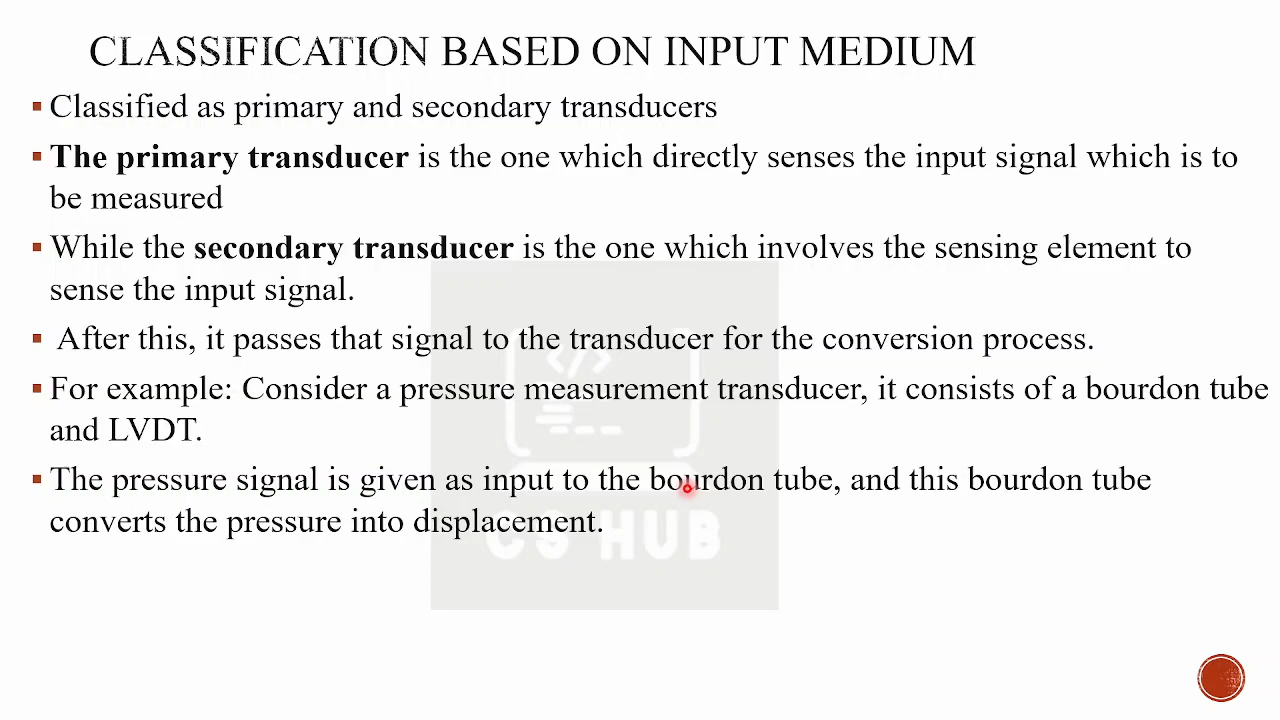 CLASSIFICATION BASED ON INPUT MEDIUM
▪ Classified as primary and secondary transducers
▪ The primary transducer is the one which directly senses the input signal which is to
be measured
▪ While the secondary transducer is the one which involves the sensing element to
sense the input signal.
▪ After this, it passes that signal to the transducer for the conversion process.
▪ For example: Consider a pressure measurement transducer, it consists of a bourdon tube
and LVDT.
▪ The pressure signal is given as input to the bourdon tube, and this bourdon tube
converts the pressure into displacement.
</> 
CS HUB